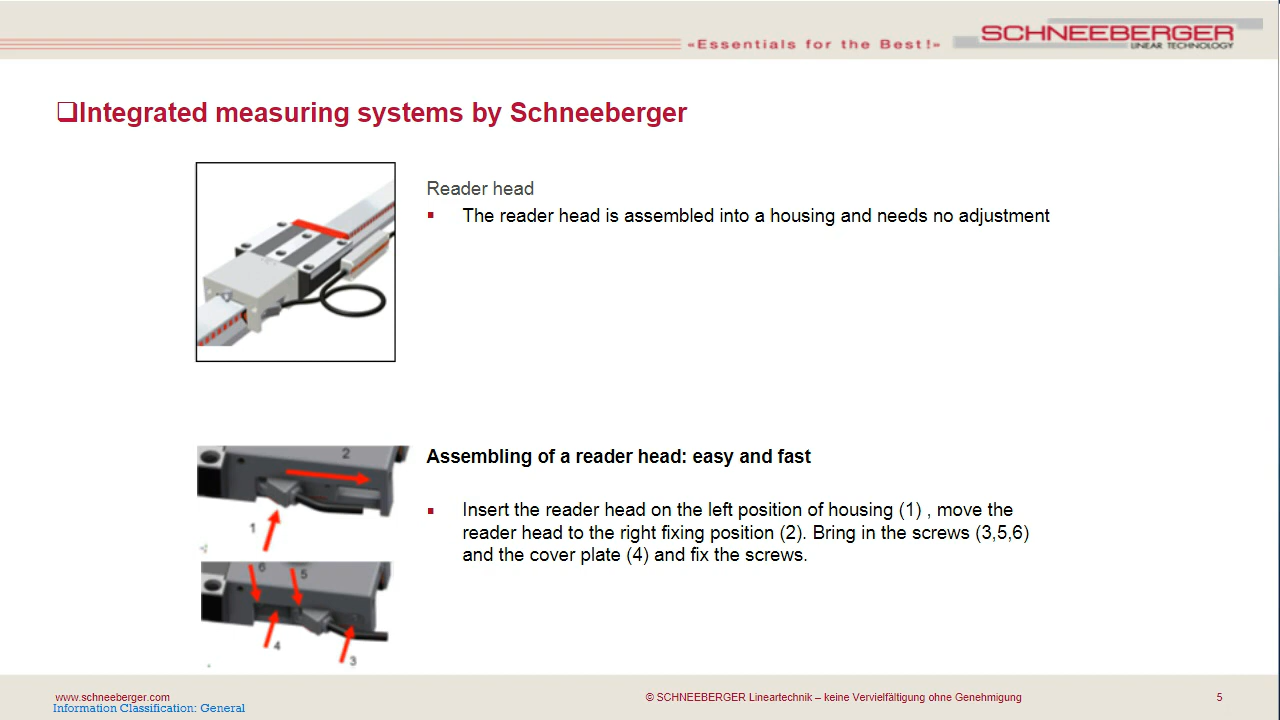 «Essentials for the Best!»
SCHNEEBERGER
LINEAR TECHNOLOGY
❑Integrated measuring systems by Schneeberger
Reader head
▪ The reader head is assembled into a housing and needs no adjustment
2
1
Assembling of a reader head: easy and fast
▪ Insert the reader head on the left position of housing (1) , move the
reader head to the right fixing position (2). Bring in the screws (3,5,6)
and the cover plate (4) and fix the screws.
6
5
4
3
www.schneeberger.com
© SCHNEEBERGER Lineartechnik – keine Vervielfältigung ohne Genehmigung
5
Information Classification: General